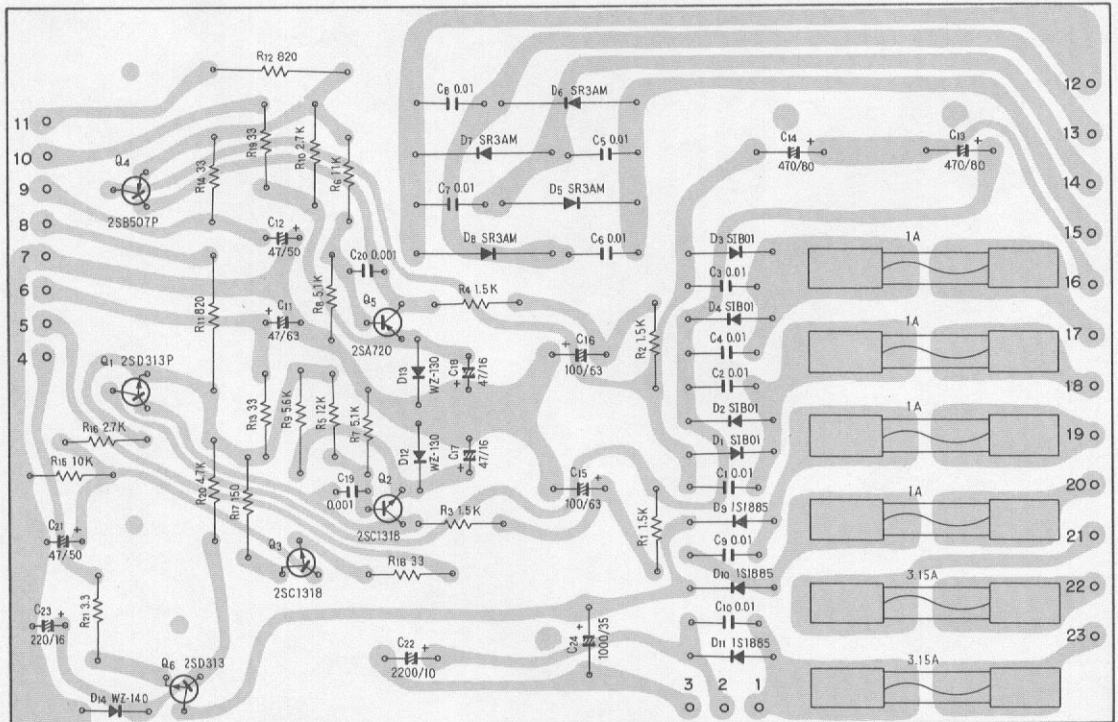 R12 820
C8 0.01
D6 SR3AM
12
11
13
Q4
R14 33
R19 33
R10 2.7K
R6 11K
D7 SR3AM
C5 0.01
C14
470/80
C13
470/80
10
14
9
2SB507P
C7 0.01
D5 SR3AM
8
C12
47/50
D8 SR3AM
C6 0.01
D3 SIB01
1A
15
7
C20 0.001
R8 5.1K
C3 0.01
16
6
Q5
R4 1.5K
D4 SIB01
1A
R11 820
C11
47/63
2SA720
R2 1.5K
17
5
C16
100/63
C4 0.01
4
Q1 2SD313P
D13
WZ-130
C18
47/16
C2 0.01
18
R13 33
R9 5.6K
R5 12K
R7 5.1K
D2 SIB01
1A
R16 2.7K
D1 SIB01
19
R15 10K
R20 4.7K
R17 150
D12
WZ-130
C17
47/16
C19
0.001
Q2
2SC1318
C15
100/63
C1 0.01
1A
20
C21
47/50
R3 1.5K
R1 1.5K
D9 1S1885
21
Q3
2SC1318
R18 33
C9 0.01
D10 1S1885
3.15A
22
R21 3.3
C23
220/16
C24
1000/35
C10 0.01
23
Q6 2SD313
C22
2200/10
D11 1S1885
3.15A
D14 WZ-140
3
2
1